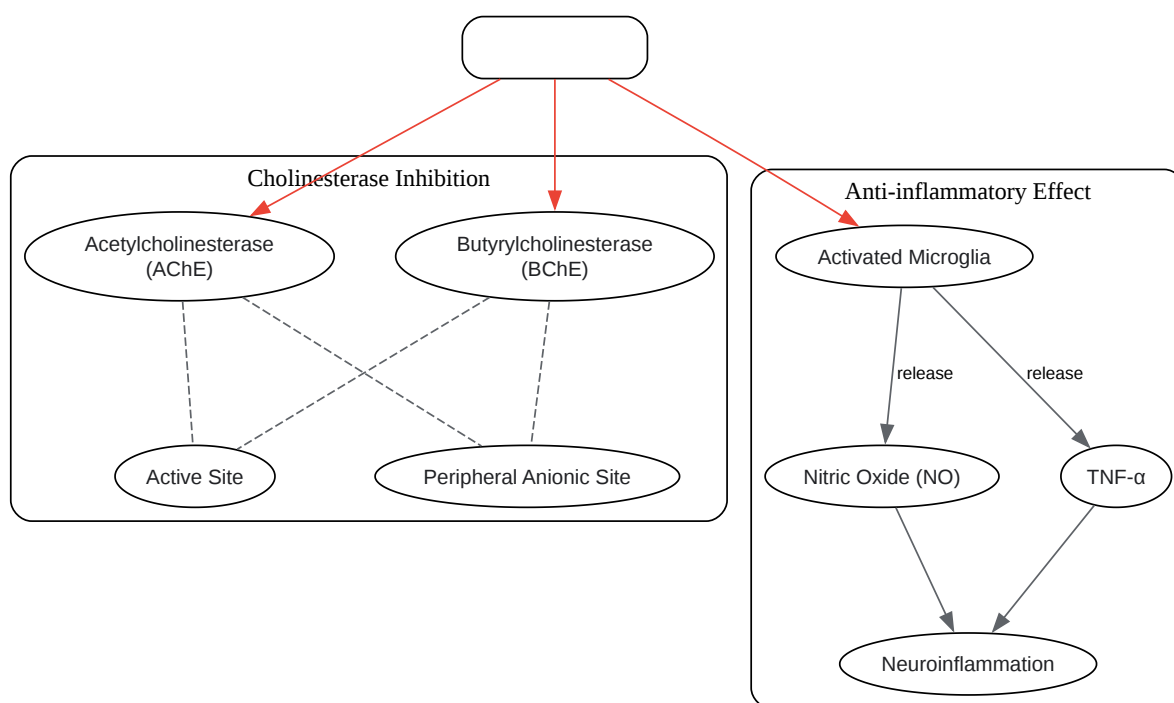 Cholinesterase Inhibition
Anti-inflammatory Effect
Acetylcholinesterase
(AChE)
Butyrylcholinesterase
(BChE)
Activated Microglia
release
release
Active Site
Peripheral Anionic Site
Nitric Oxide (NO)
TNF-α
Neuroinflammation